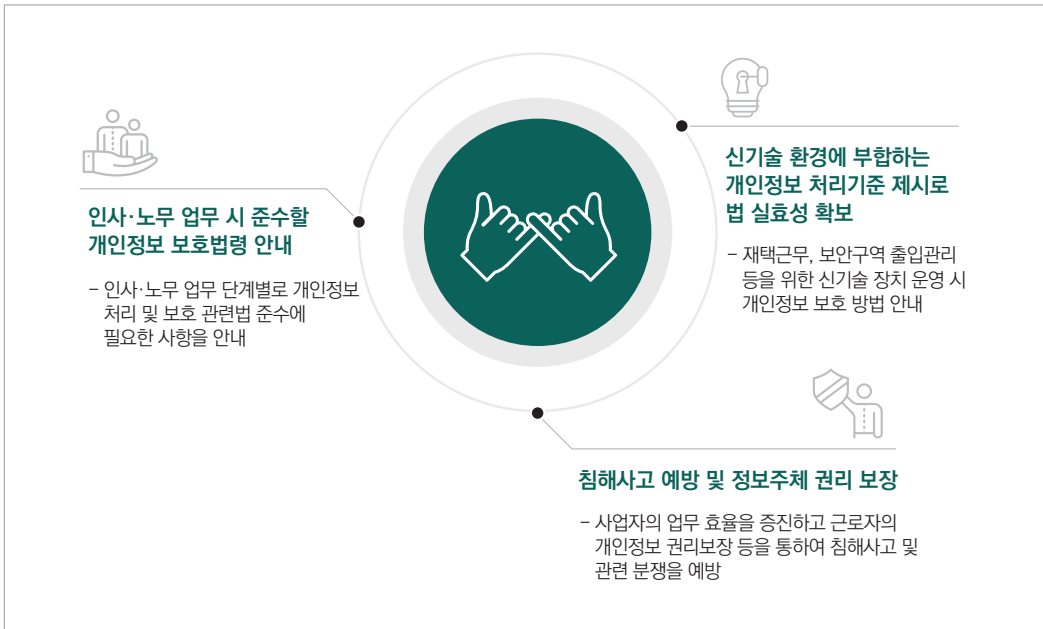 인사·노무 업무 시 준수할
개인정보 보호법령 안내
– 인사·노무 업무 단계별로 개인정보
처리 및 보호 관련법 준수에
필요한 사항을 안내
신기술 환경에 부합하는
개인정보 처리기준 제시로
법 실효성 확보
– 재택근무, 보안구역 출입관리
등을 위한 신기술 장치 운영 시
개인정보 보호 방법 안내
침해사고 예방 및 정보주체 권리 보장
– 사업자의 업무 효율을 증진하고 근로자의
개인정보 권리보장 등을 통하여 침해사고 및
관련 분쟁을 예방